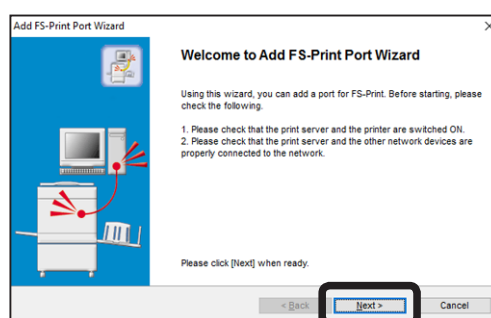 Add FS-Print Port Wizard
Welcome to Add FS-Print Port Wizard
Using this wizard, you can add a port for FS-Print. Before starting, please
check the following.
1. Please check that the print server and the printer are switched ON.
2. Please check that the print server and the other network devices are
properly connected to the network.
Please click [Next] when ready.
< Back Next > Cancel